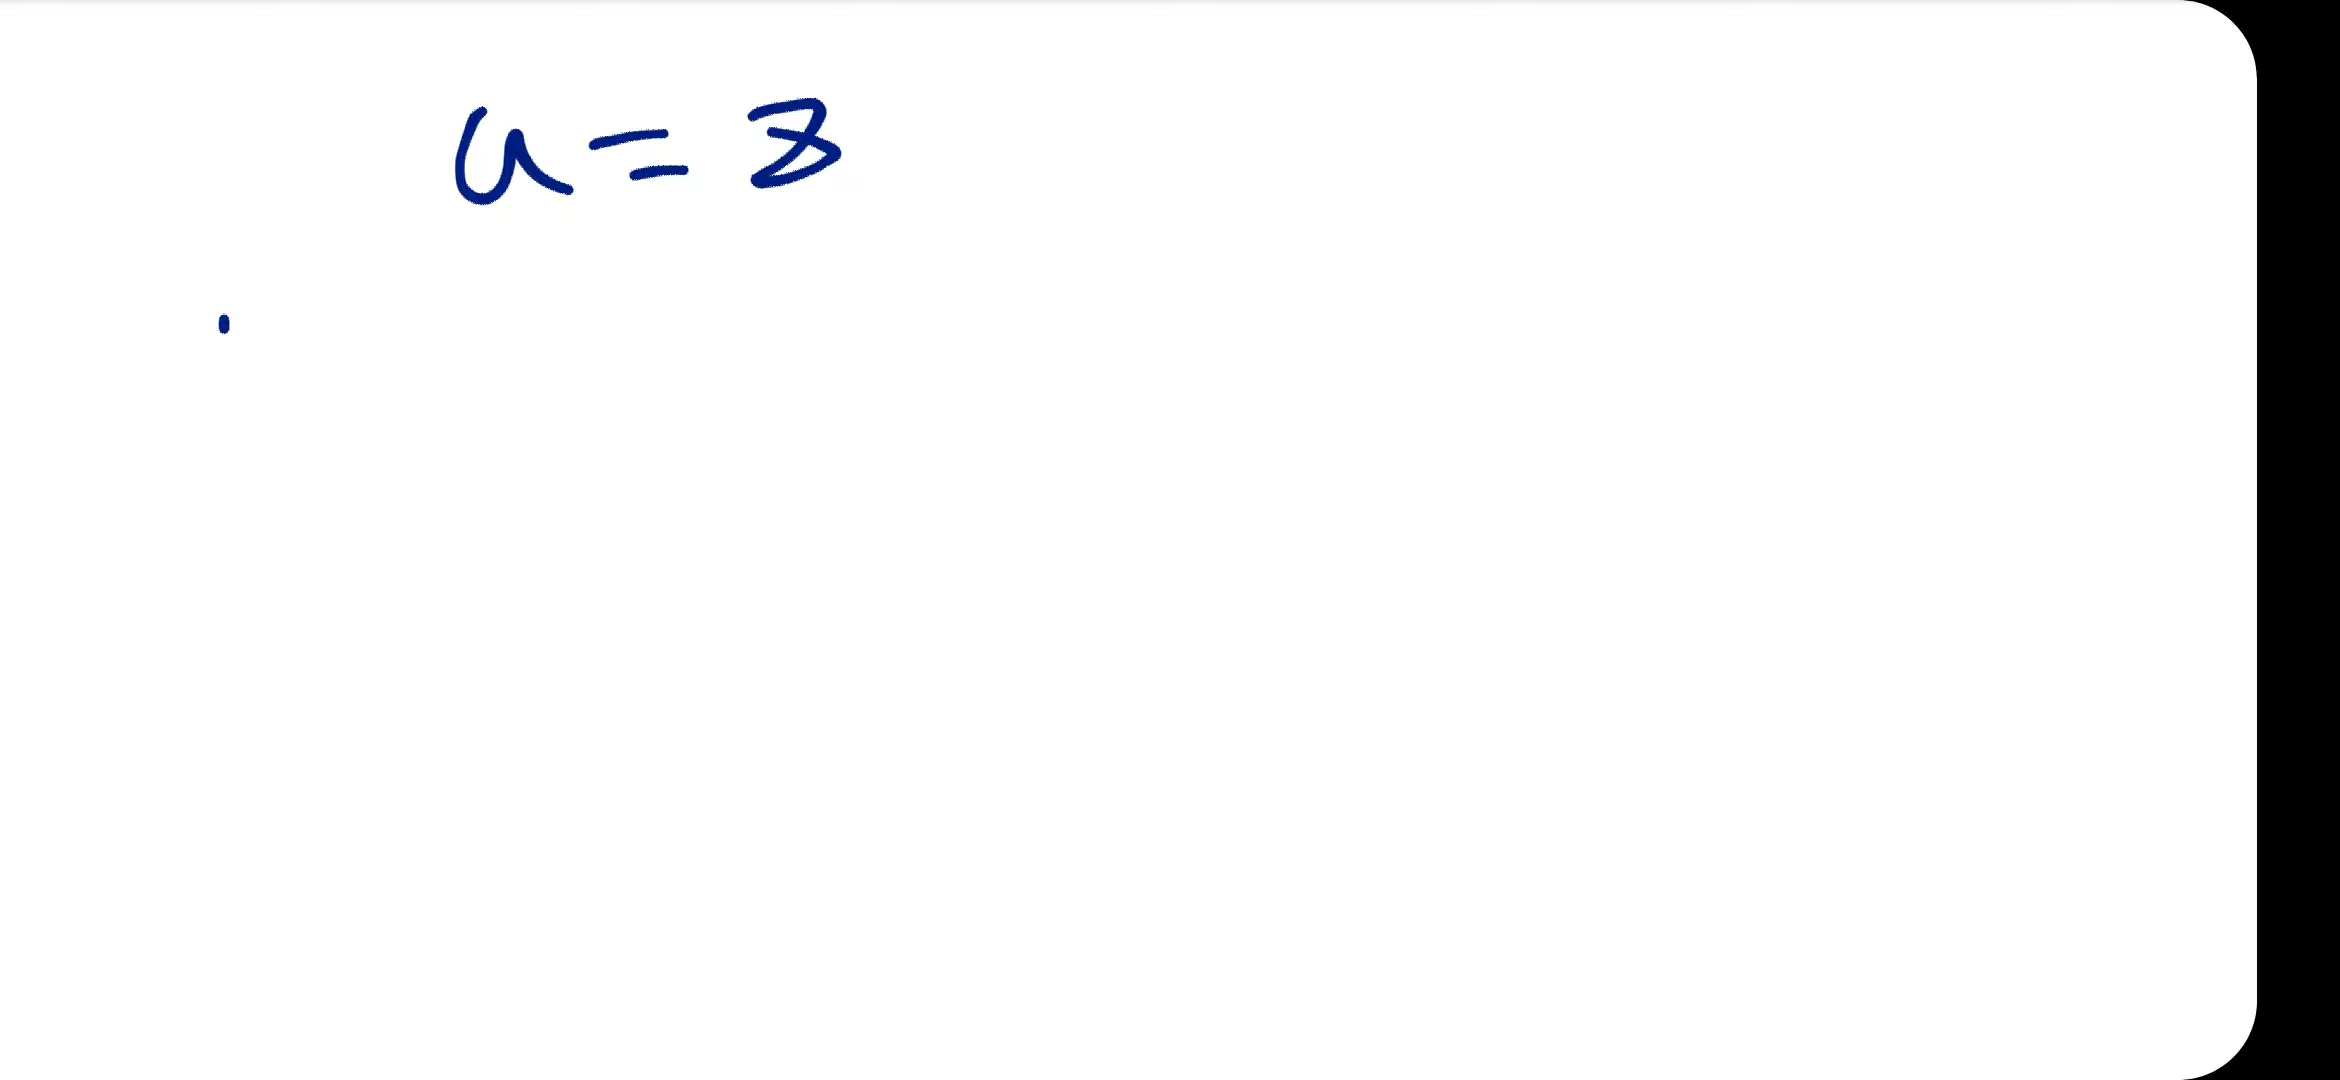 a = 3